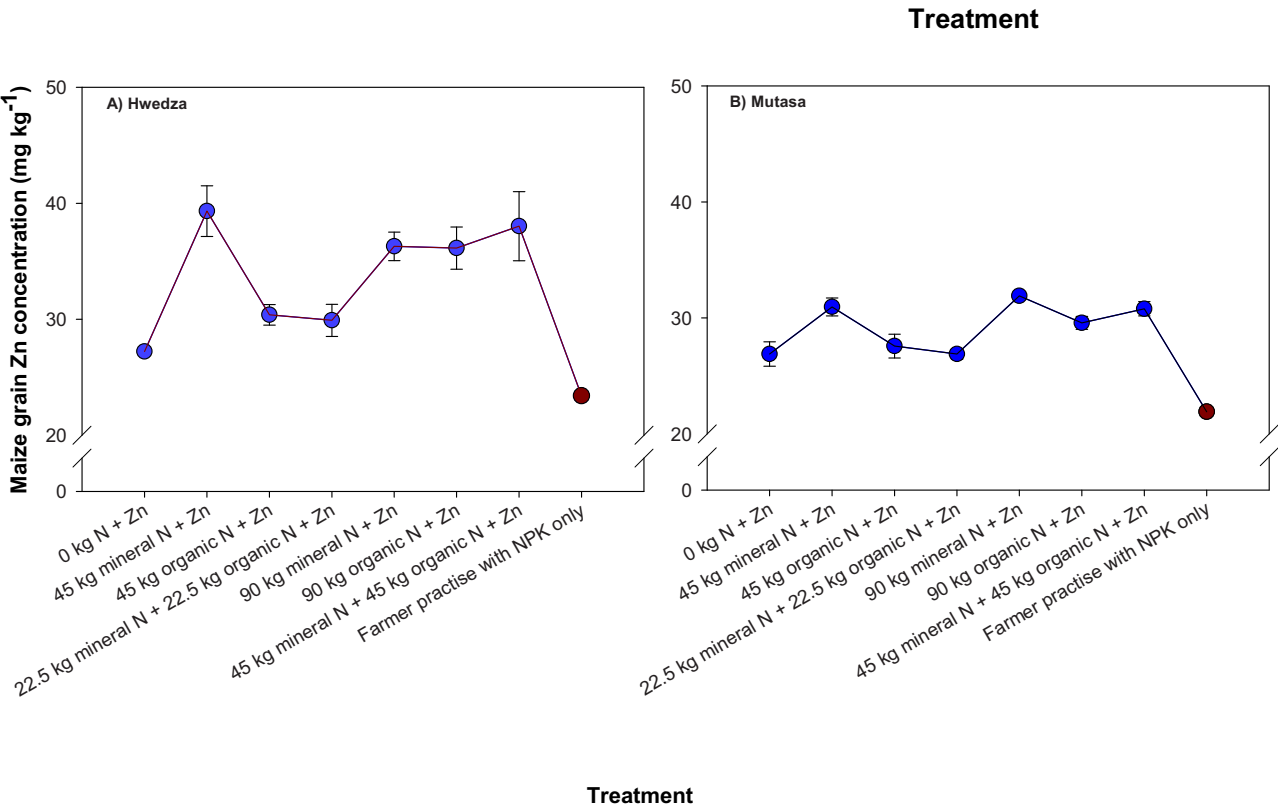 Treatment
Maize grain Zn concentration (mg kg-1)
A) Hwedza
50
40
30
20
0
0 kg N + Zn
45 kg mineral N + Zn
45 kg organic N + Zn
22.5 kg mineral N + 22.5 kg organic N + Zn
90 kg mineral N + Zn
90 kg organic N + Zn
45 kg mineral N + 45 kg organic N + Zn
Farmer practise with NPK only
B) Mutasa
50
40
30
20
0
0 kg N + Zn
45 kg mineral N + Zn
45 kg organic N + Zn
22.5 kg mineral N + 22.5 kg organic N + Zn
90 kg mineral N + Zn
90 kg organic N + Zn
45 kg mineral N + 45 kg organic N + Zn
Farmer practise with NPK only
Treatment